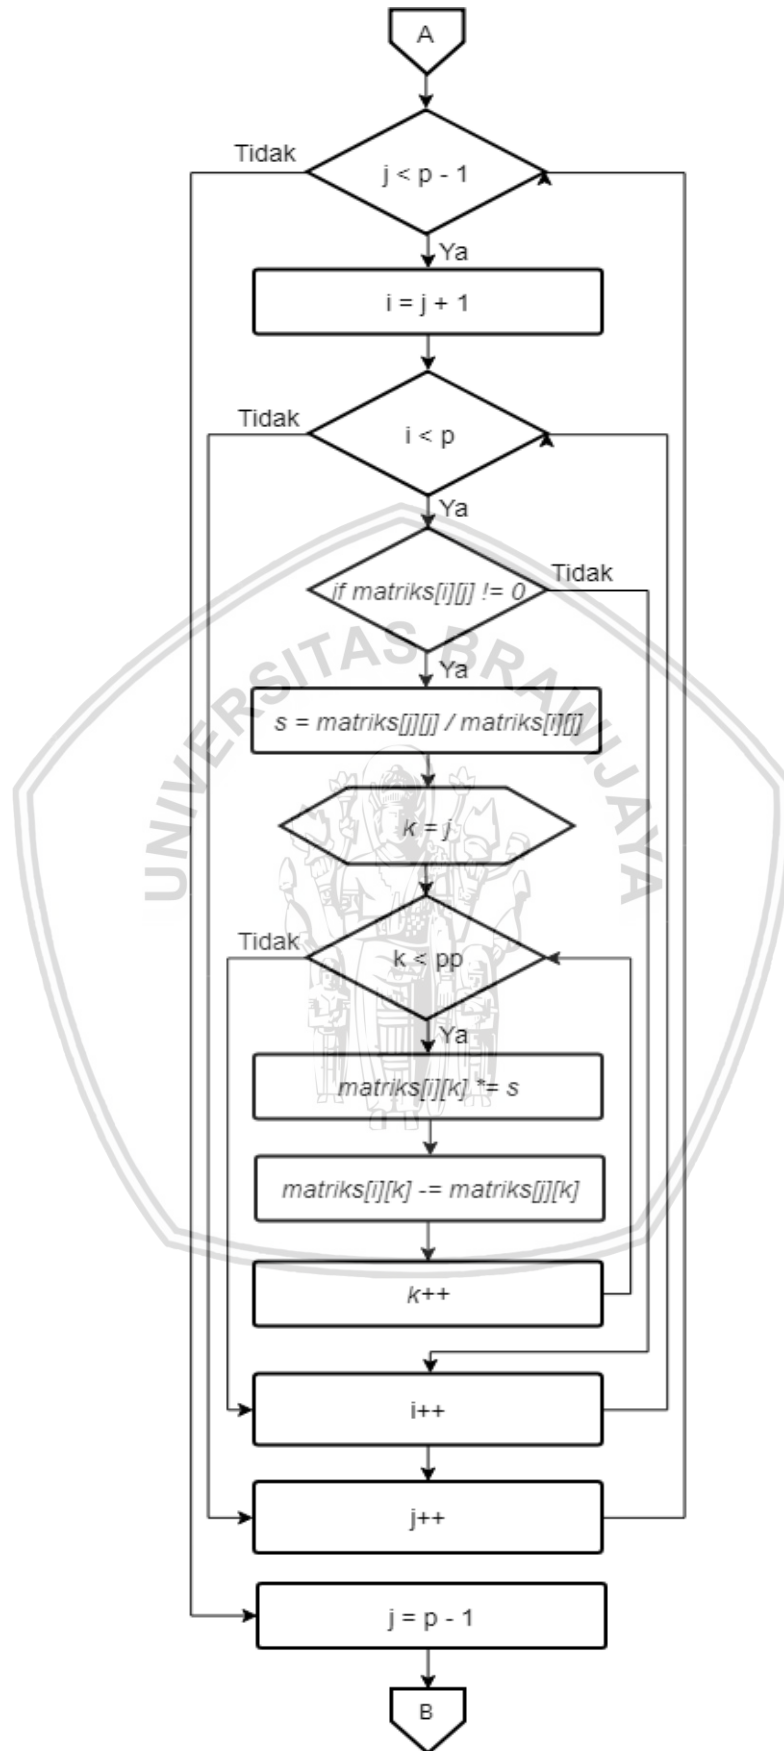 A
Tidak
j < p - 1
Ya
i = j + 1
Tidak
i < p
Ya
if matriks[i][j] != 0
Tidak
UNIVERSITAS BRAWIJAYA
Ya
s = matriks[j][j] / matriks[i][j]
k = j
Tidak
k < pp
Ya
matriks[i][k] *= s
matriks[i][k] -= matriks[j][k]
k++
i++
j++
j = p - 1
B